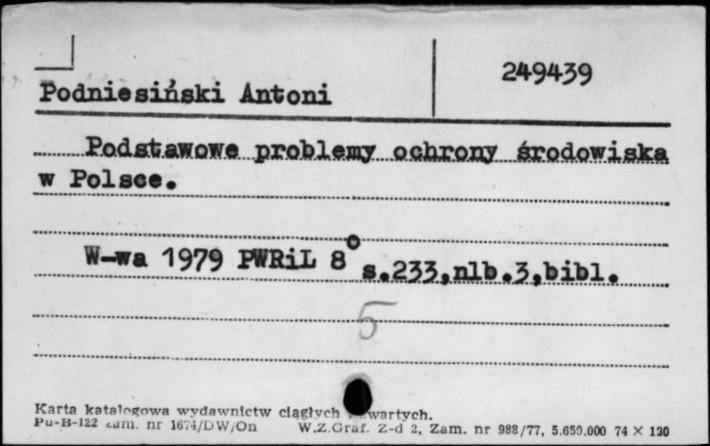 249439
Podniesiński Antoni
Podstawowe problemy ochrony środowiska
w Polsce.
W-wa 1979 PWRiL 8° s.233,nlb.3,bibl.
5
Karta katalogowa wydawnictw ciągłych wartych.
Pu-B-122 zam. nr 1674/DW/On W.Z.Graf. Z-d 2, Zam. nr 988/77, 5.650.000 74 X 120